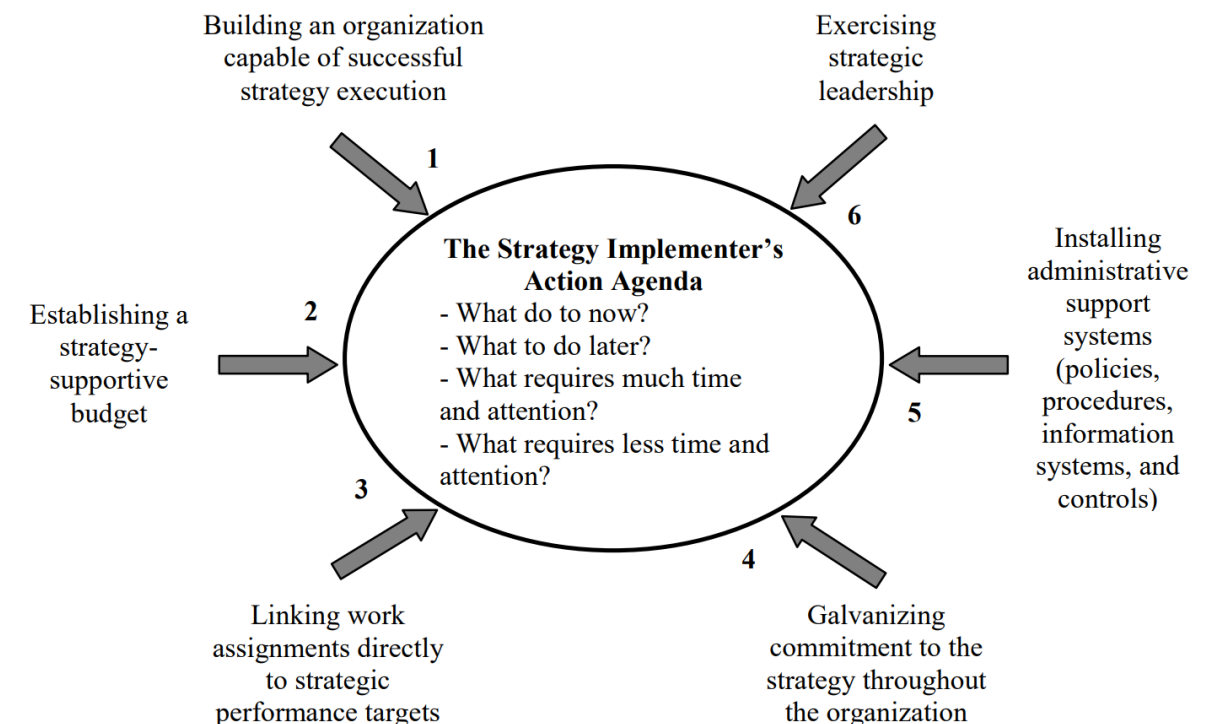 Building an organization
capable of successful
strategy execution
1
Exercising
strategic
leadership
6
The Strategy Implementer’s
Action Agenda
- What do to now?
- What to do later?
- What requires much time
and attention?
- What requires less time and
attention?
2
Establishing a
strategy-
supportive
budget
Installing
administrative
support
systems
(policies,
procedures,
information
systems, and
controls)
5
3
Linking work
assignments directly
to strategic
performance targets
4
Galvanizing
commitment to the
strategy throughout
the organization